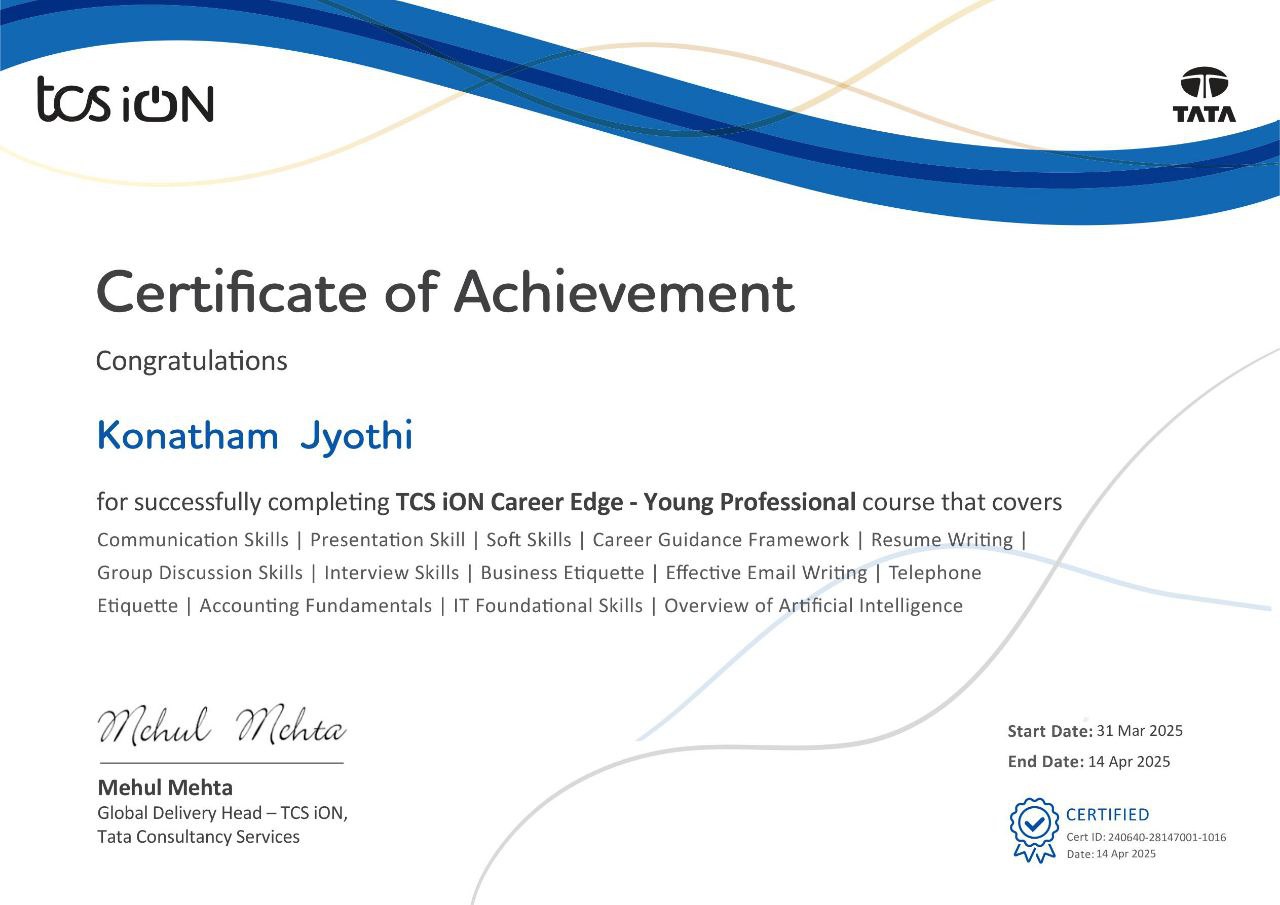 tcs iON
TATA
Certificate of Achievement
Congratulations
Konatham Jyothi
for successfully completing TCS iON Career Edge - Young Professional course that covers
Communication Skills | Presentation Skill | Soft Skills | Career Guidance Framework | Resume Writing |
Group Discussion Skills | Interview Skills | Business Etiquette | Effective Email Writing | Telephone
Etiquette | Accounting Fundamentals | IT Foundational Skills | Overview of Artificial Intelligence
Mehul Mehta
Mehul Mehta
Global Delivery Head – TCS iON,
Tata Consultancy Services
Start Date: 31 Mar 2025
End Date: 14 Apr 2025
CERTIFIED
Cert ID: 240640-28147001-1016
Date: 14 Apr 2025